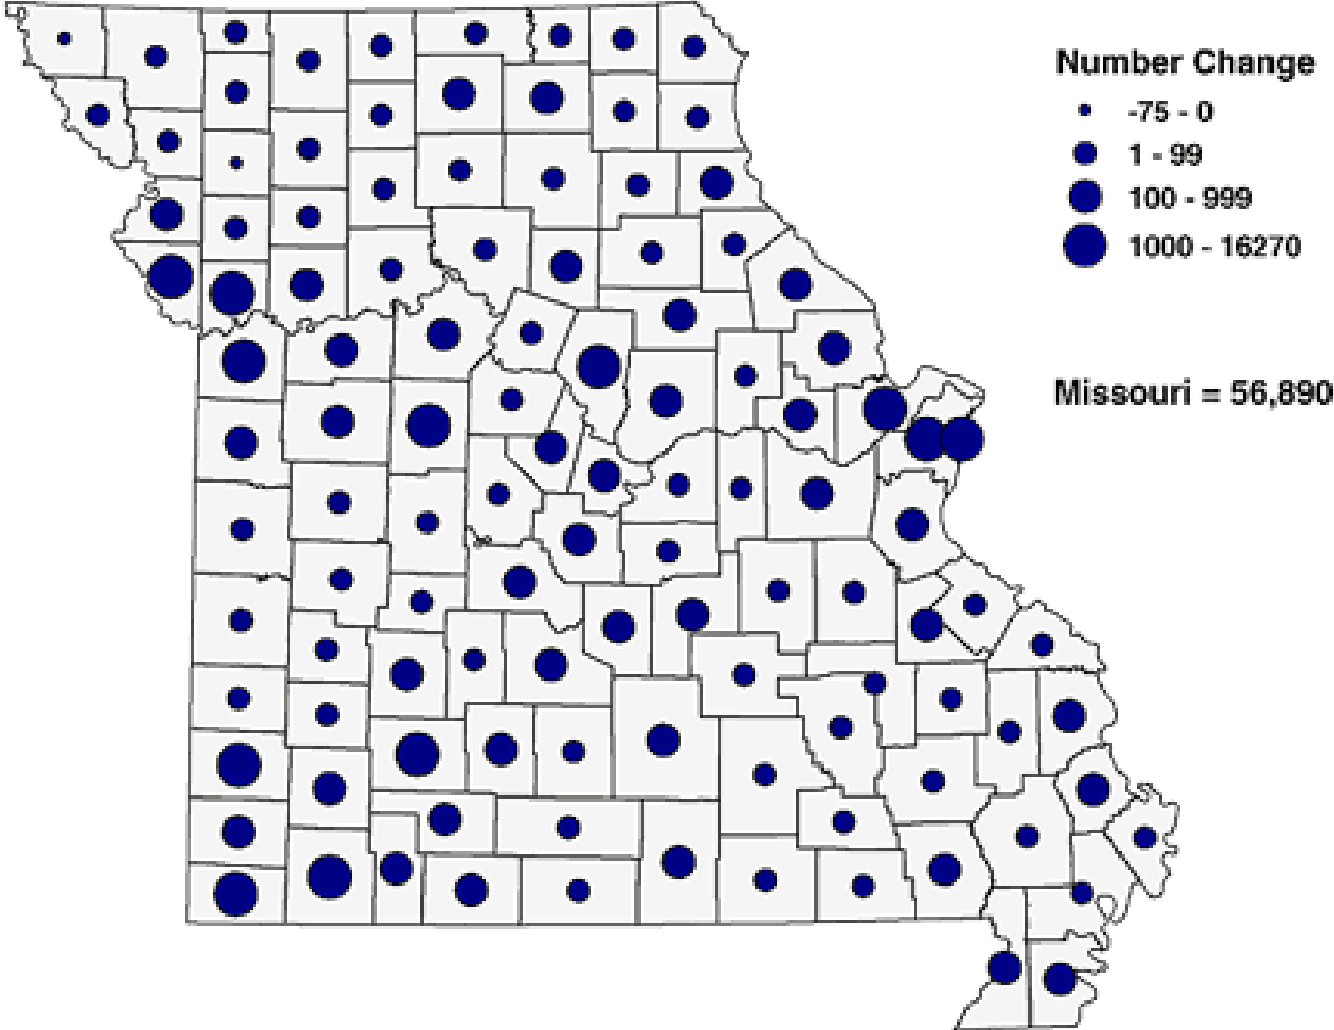 Number Change
-75 - 0
1 - 99
100 - 999
1000 - 16270
Missouri = 56,890